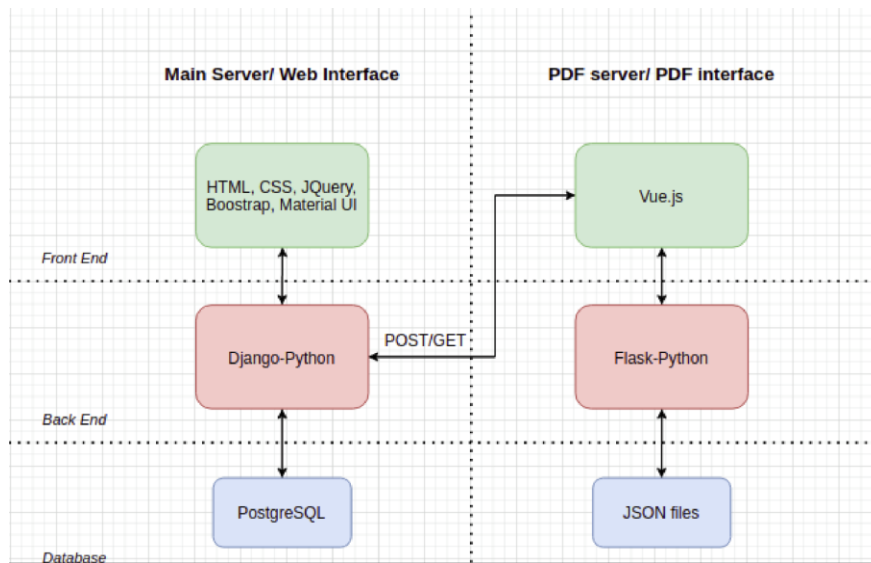 Main Server/ Web Interface
PDF server/ PDF interface
HTML, CSS, JQuery,
Boostrap, Material UI
Vue.js
Front End
POST/GET
Django-Python
Flask-Python
Back End
PostgreSQL
JSON files
Database